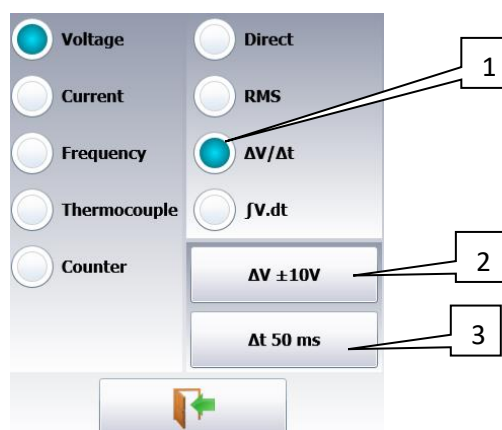 Voltage
Current
Frequency
Thermocouple
Counter
Direct
RMS
ΔV/Δt
∫V.dt
ΔV ±10V
Δt 50 ms
1
2
3